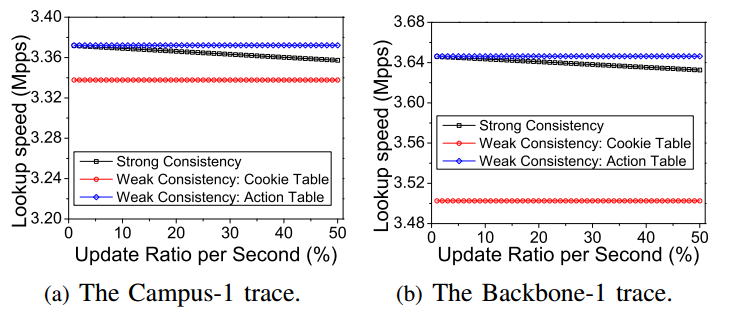 3.40
3.36
3.32
3.28
3.24
3.20
Lookup speed (Mpps)
Strong Consistency
Weak Consistency: Cookie Table
Weak Consistency: Action Table
0 10 20 30 40 50
Update Ratio per Second (%)
(a) The Campus-1 trace.
3.68
3.64
3.60
3.56
3.52
3.48
Lookup speed (Mpps)
Strong Consistency
Weak Consistency: Cookie Table
Weak Consistency: Action Table
0 10 20 30 40 50
Update Ratio per Second (%)
(b) The Backbone-1 trace.